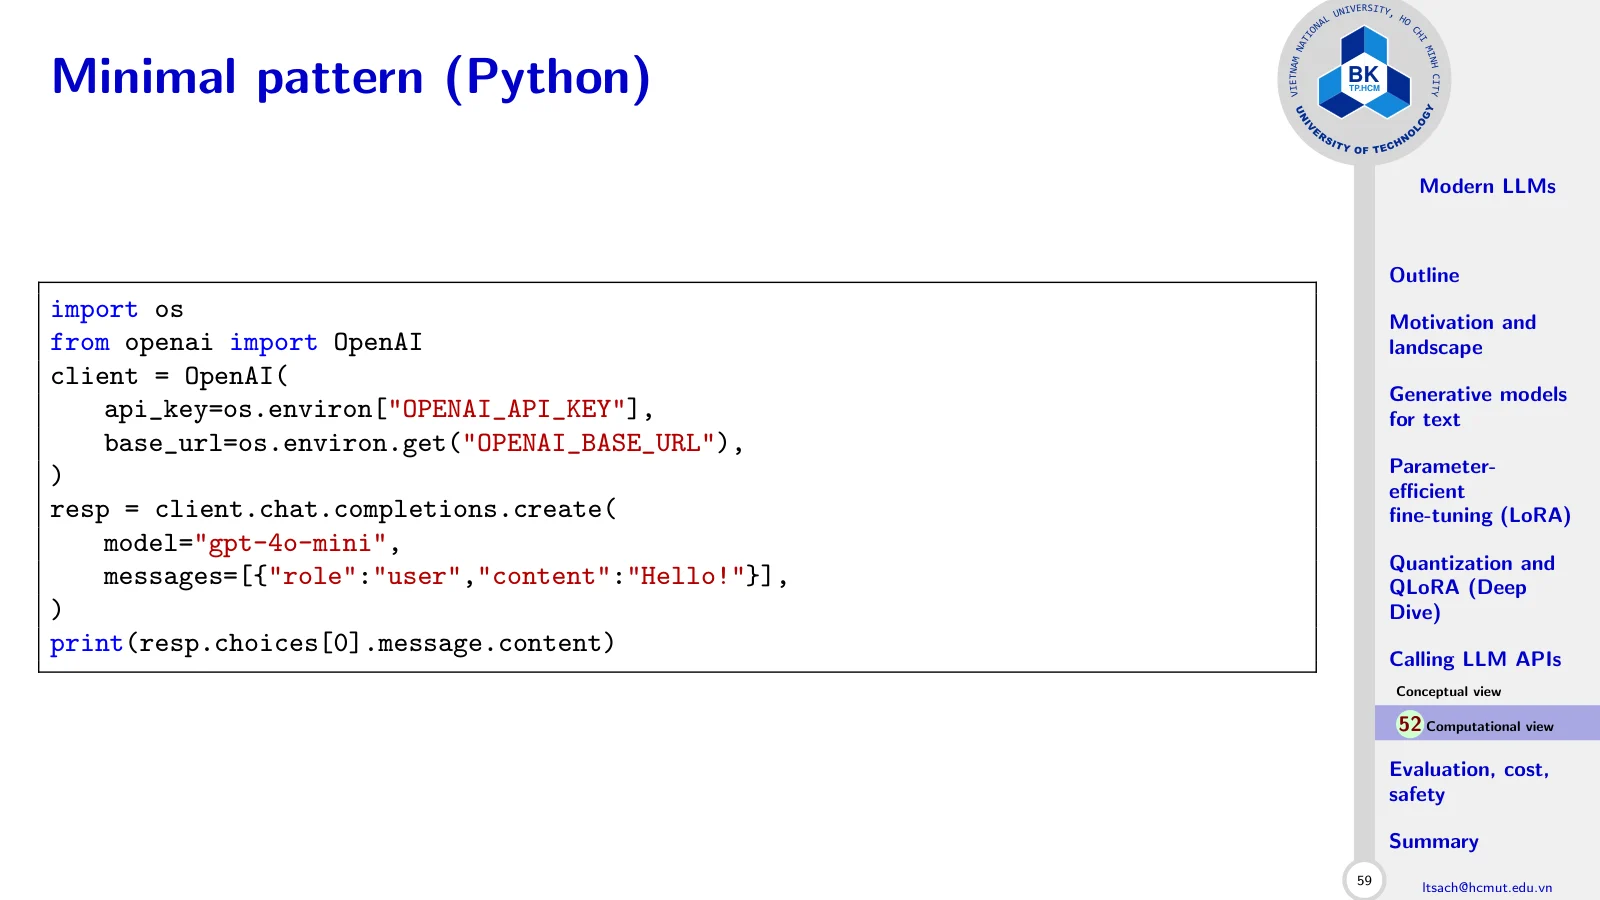 Minimal pattern (Python)
import os
from openai import OpenAI
client = OpenAI(
    api_key=os.environ["OPENAI_API_KEY"],
    base_url=os.environ.get("OPENAI_BASE_URL"),
)
resp = client.chat.completions.create(
    model="gpt-4o-mini",
    messages=[{"role":"user","content":"Hello!"}],
)
print(resp.choices[0].message.content)
VIETNAM NATIONAL UNIVERSITY, HO CHI MINH CITY
BK
TP.HCM
UNIVERSITY OF TECHNOLOGY
Modern LLMs
Outline
Motivation and
landscape
Generative models
for text
Parameter-
efficient
fine-tuning (LoRA)
Quantization and
QLoRA (Deep
Dive)
Calling LLM APIs
Conceptual view
52 Computational view
Evaluation, cost,
safety
Summary
59
ltsach@hcmut.edu.vn